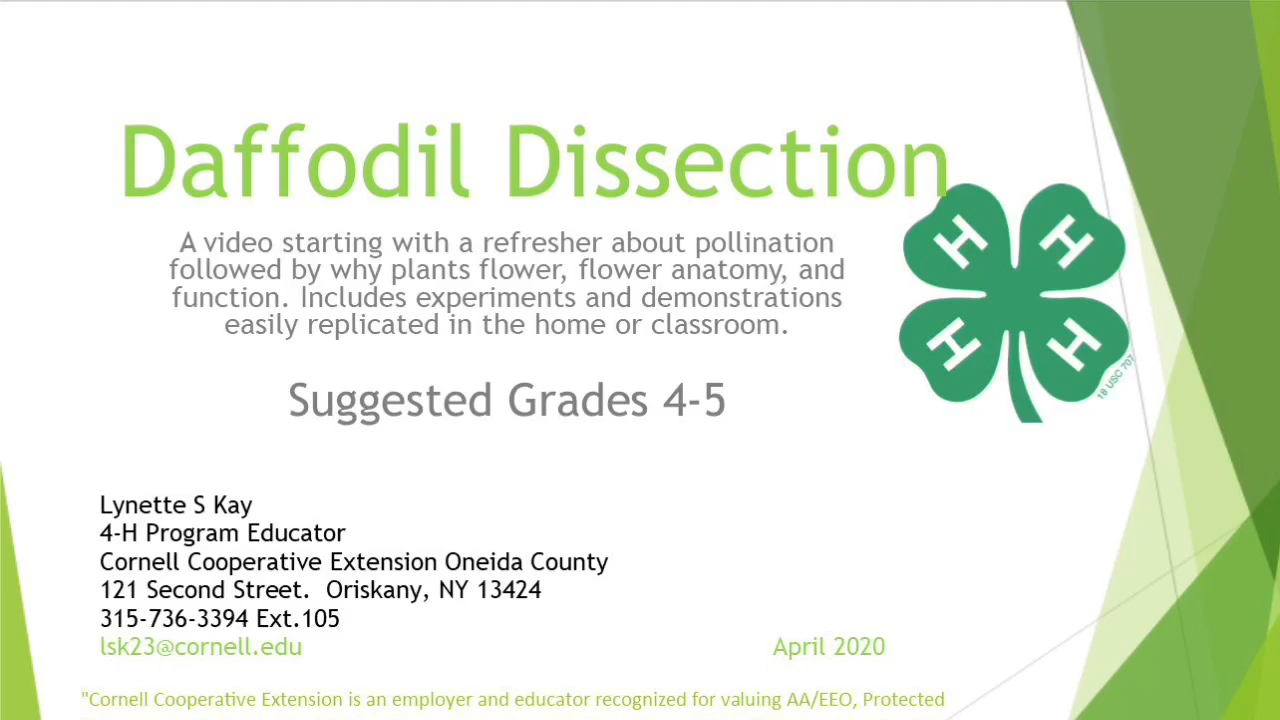 Daffodil Dissection
A video starting with a refresher about pollination
followed by why plants flower, flower anatomy, and
function. Includes experiments and demonstrations
easily replicated in the home or classroom.
Suggested Grades 4-5
H H
H H
18 USC 707
Lynette S Kay
4-H Program Educator
Cornell Cooperative Extension Oneida County
121 Second Street.  Oriskany, NY 13424
315-736-3394 Ext.105
lsk23@cornell.edu
April 2020
"Cornell Cooperative Extension is an employer and educator recognized for valuing AA/EEO, Protected